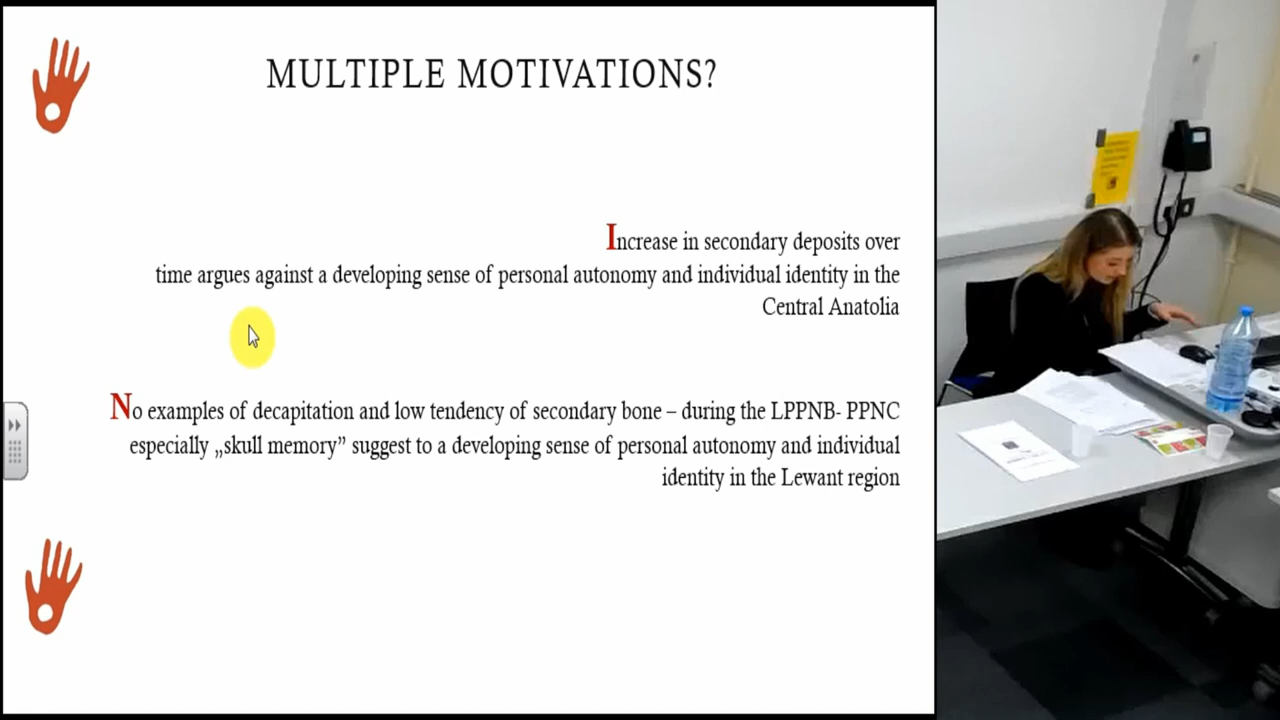 MULTIPLE MOTIVATIONS?
Increase in secondary deposits over
time argues against a developing sense of personal autonomy and individual identity in the
Central Anatolia
No examples of decapitation and low tendency of secondary bone – during the LPPNB- PPNC
especially „skull memory” suggest to a developing sense of personal autonomy and individual
identity in the Lewant region